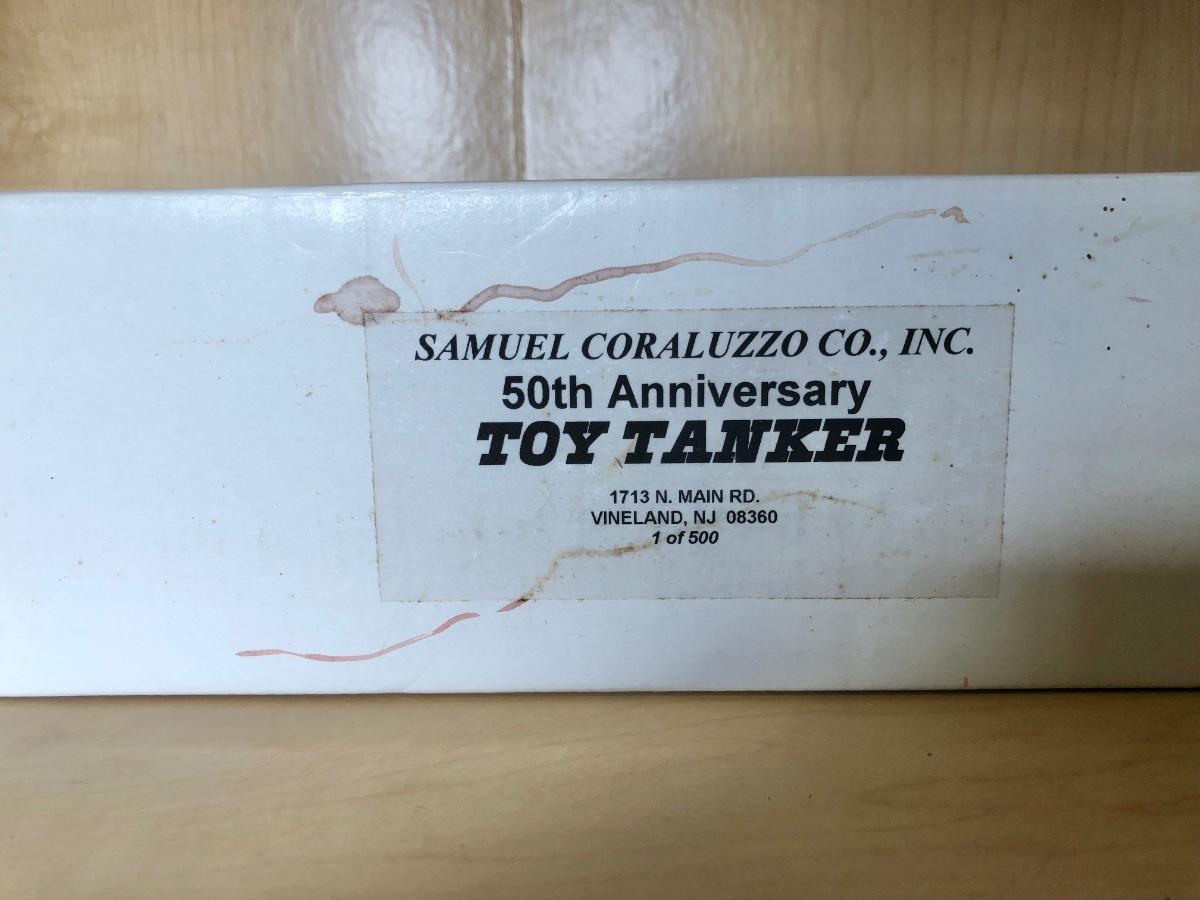 SAMUEL CORALUZZO CO., INC.
50th Anniversary
TOY TANKER
1713 N. MAIN RD.
VINELAND, NJ 08360
1 of 500